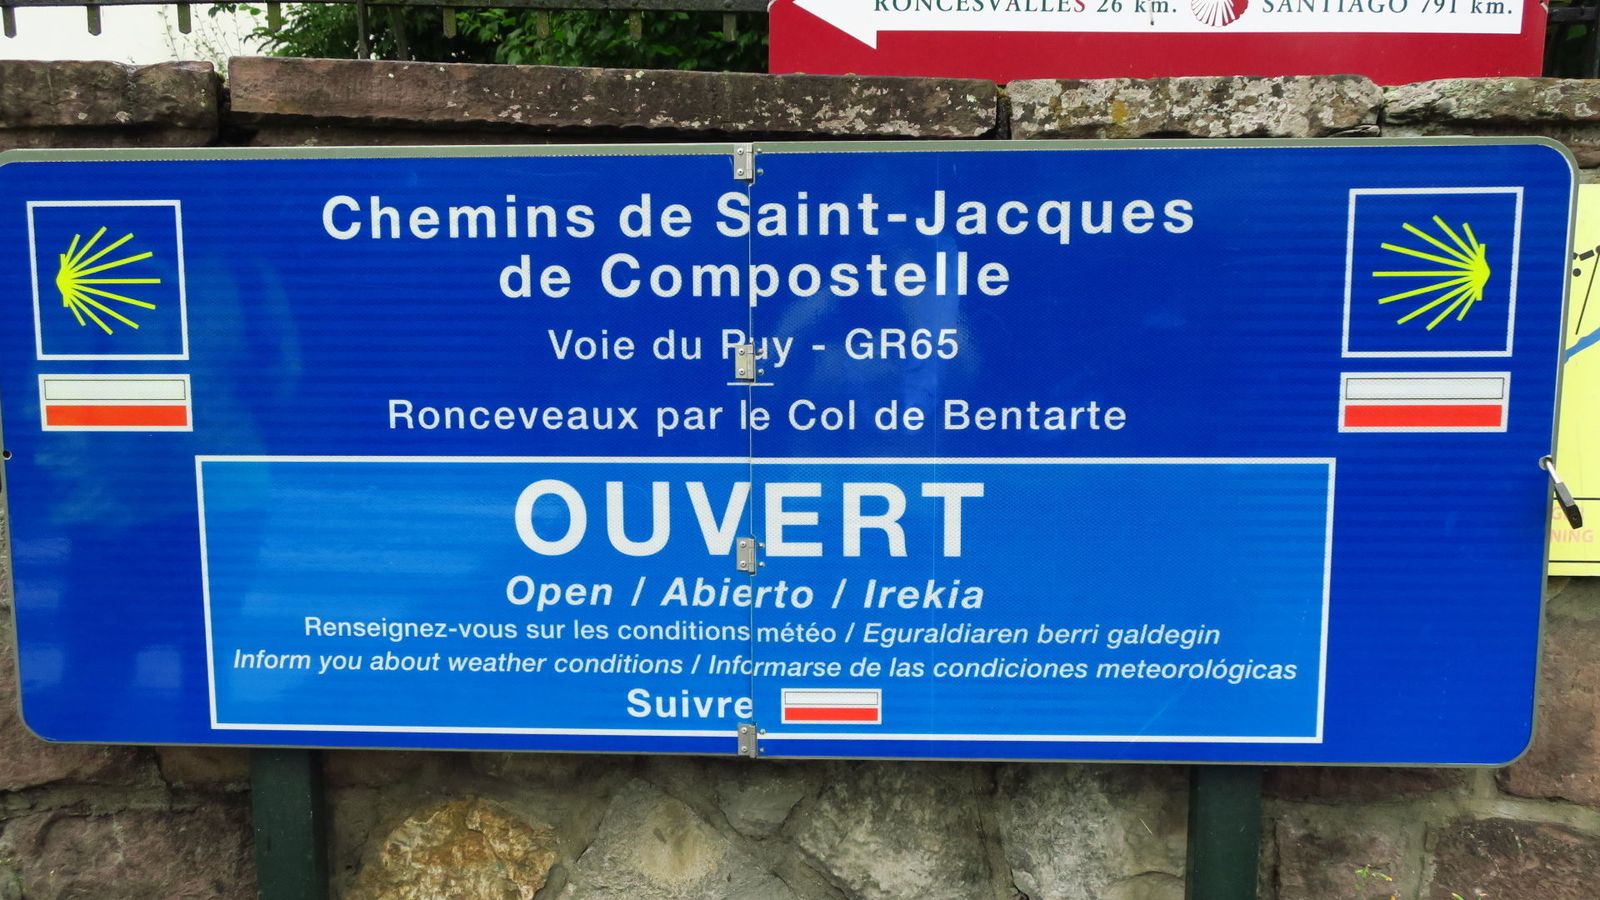 RONCESVALLES 26 km. SANTIAGO 791 km.
Chemins de Saint-Jacques
de Compostelle
Voie du Puy - GR65
Ronceveaux par le Col de Bentarte
OUVERT
Open / Abierto / Irekia
Renseignez-vous sur les conditions météo / Eguraldiaren berri galdegin
Inform you about weather conditions / Informarse de las condiciones meteorológicas
Suivre